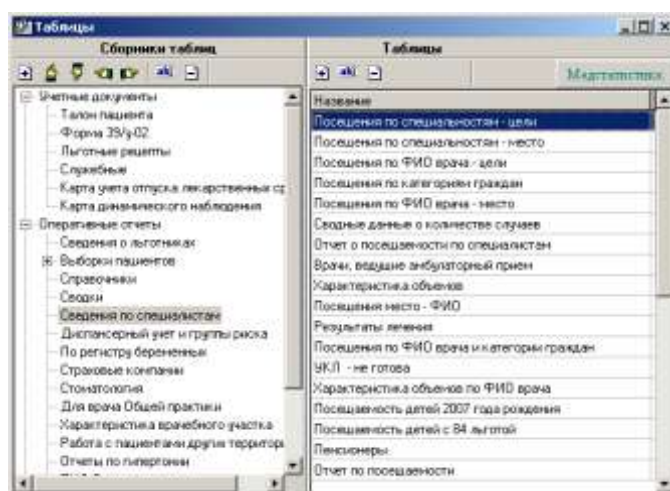 Таблицы
Сборники таблиц
Учетные документы
Талон пациента
Форма 39/у-02
Льготные рецепты
Служебные
Карта учета отпуска лекарственных ср
Карта динамического наблюдения
Оперативные отчеты
Сведения о льготниках
Выборки пациентов
Справочники
Сводки
Сведения по специалистам
Диспансерный учет и группы риска
По регистру беременных
Страховые компании
Стоматология
Для врача Общей практики
Характеристика врачебного участка
Работа с пациентами других территори
Отчеты по гипертонии
Таблицы
Медстатистика
Название
Посещения по специальностям - цели
Посещения по специальностям - место
Посещения по ФИО врача - цели
Посещения по категориям граждан
Посещения по ФИО врача - место
Сводные данные о количестве случаев
Отчет о посещаемости по специалистам
Врачи, ведущие амбулаторный прием
Характеристика объемов
Посещения место - ФИО
Результаты лечения
Посещения по ФИО врача и категории граждан
УКЛ - не готова
Характеристика объемов по ФИО врача
Посещаемость детей 2007 года рождения
Посещаемость детей с 84 льготой
Пенсионеры
Отчет по посещаемости